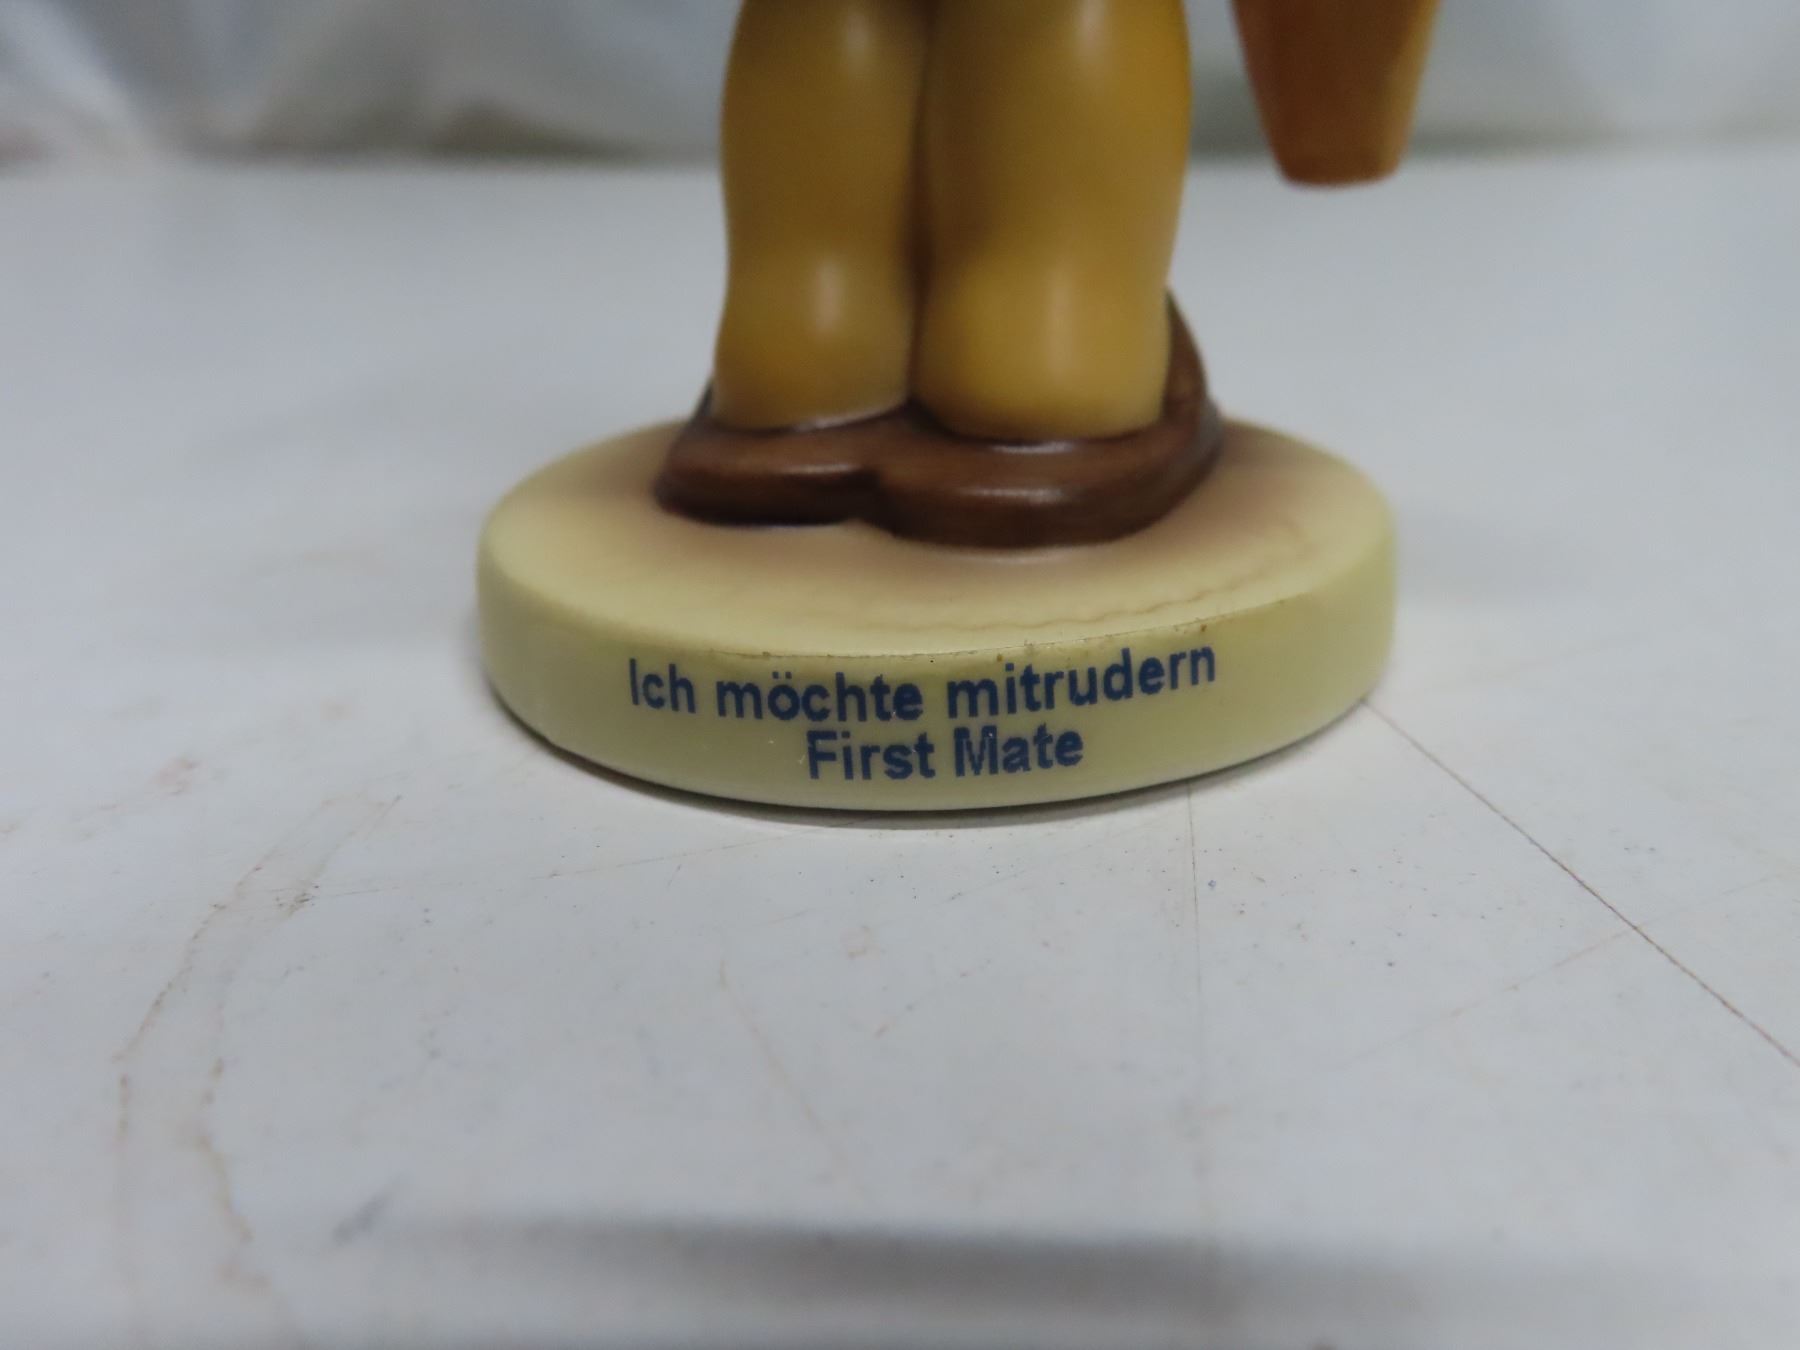 Ich möchte mitrudern
First Mate